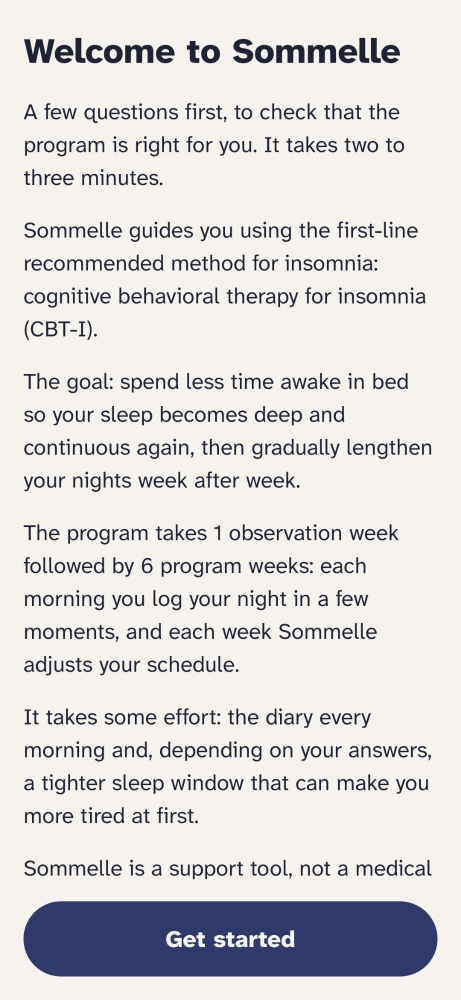 Welcome to Sommelle
A few questions first, to check that the
program is right for you. It takes two to
three minutes.
Sommelle guides you using the first-line
recommended method for insomnia:
cognitive behavioral therapy for insomnia
(CBT-I).
The goal: spend less time awake in bed
so your sleep becomes deep and
continuous again, then gradually lengthen
your nights week after week.
The program takes 1 observation week
followed by 6 program weeks: each
morning you log your night in a few
moments, and each week Sommelle
adjusts your schedule.
It takes some effort: the diary every
morning and, depending on your answers,
a tighter sleep window that can make you
more tired at first.
Sommelle is a support tool, not a medical
Get started